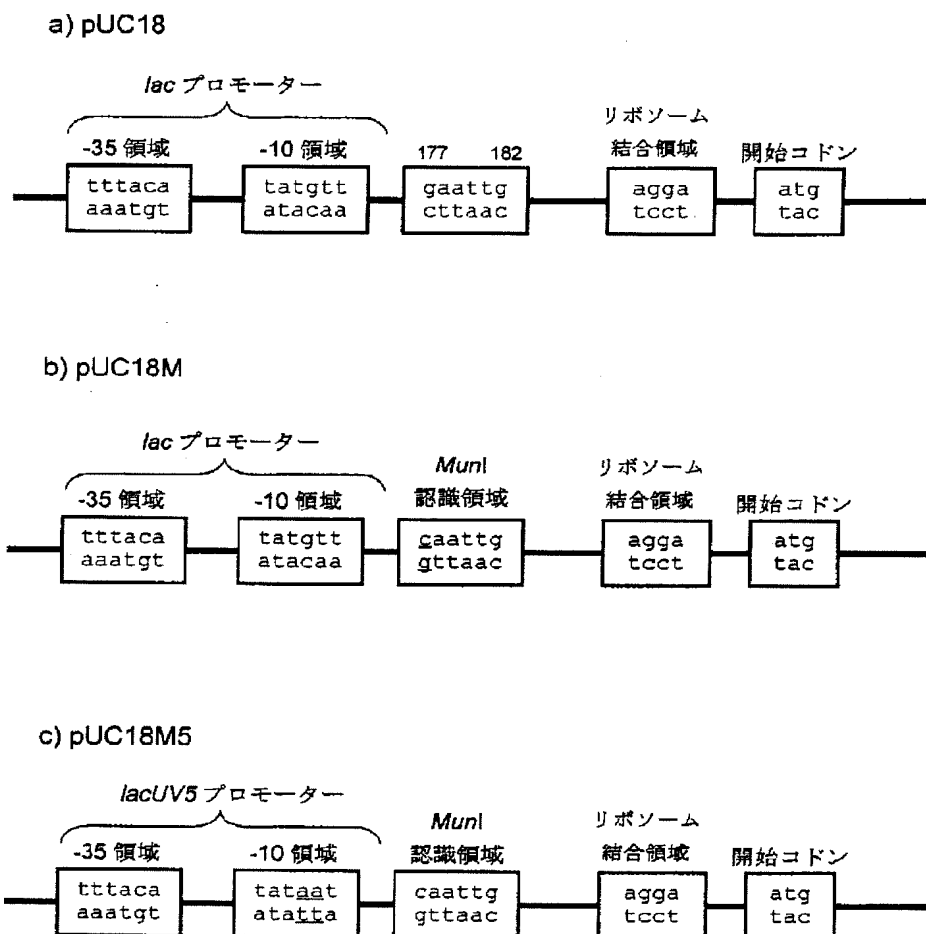 a) pUC18
lac プロモーター
-35 領域 -10 領域 177 182 リボソーム結合領域 開始コドン
tttaca tatgtt gaattg agga atg
aaatgt atacaa cttaac tcct tac
b) pUC18M
lac プロモーター
-35 領域 -10 領域 MunI 認識領域 リボソーム結合領域 開始コドン
tttaca tatgtt caattg agga atg
aaatgt atacaa gttaac tcct tac
c) pUC18M5
lacUV5 プロモーター
-35 領域 -10 領域 MunI 認識領域 リボソーム結合領域 開始コドン
tttaca tataat caattg agga atg
aaatgt atatta gttaac tcct tac